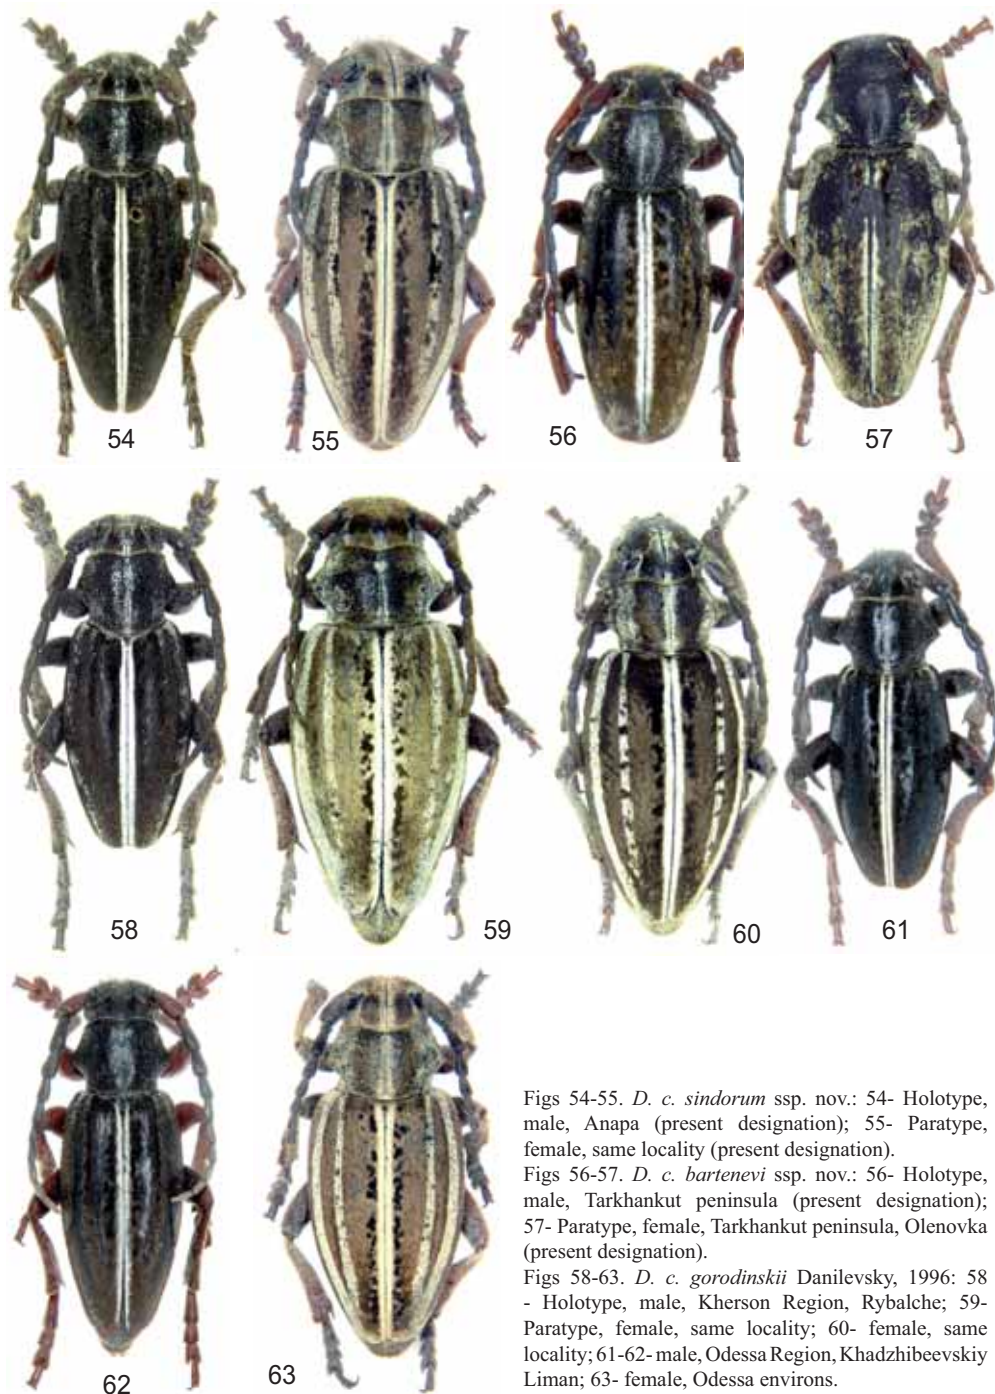 54
55
56
57
58
59
60
61
62
63
Figs 54-55. D. c. sindorum ssp. nov.: 54- Holotype,
male, Anapa (present designation); 55- Paratype,
female, same locality (present designation).
Figs 56-57. D. c. bartenevi ssp. nov.: 56- Holotype,
male, Tarkhankut peninsula (present designation);
57- Paratype, female, Tarkhankut peninsula, Olenovka
(present designation).
Figs 58-63. D. c. gorodinskii Danilevsky, 1996: 58
- Holotype, male, Kherson Region, Rybalche; 59-
Paratype, female, same locality; 60- female, same
locality; 61-62- male, Odessa Region, Khadzhibeevskiy
Liman; 63- female, Odessa environs.